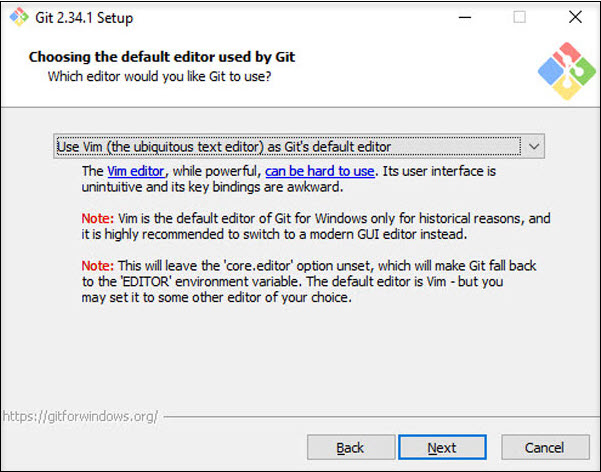 Git 2.34.1 Setup
Choosing the default editor used by Git
Which editor would you like Git to use?
Use Vim (the ubiquitous text editor) as Git's default editor
The Vim editor, while powerful, can be hard to use. Its user interface is
unintuitive and its key bindings are awkward.
Note: Vim is the default editor of Git for Windows only for historical reasons, and
it is highly recommended to switch to a modern GUI editor instead.
Note: This will leave the 'core.editor' option unset, which will make Git fall back
to the 'EDITOR' environment variable. The default editor is Vim - but you
may set it to some other editor of your choice.
https://gitforwindows.org/
Back Next Cancel